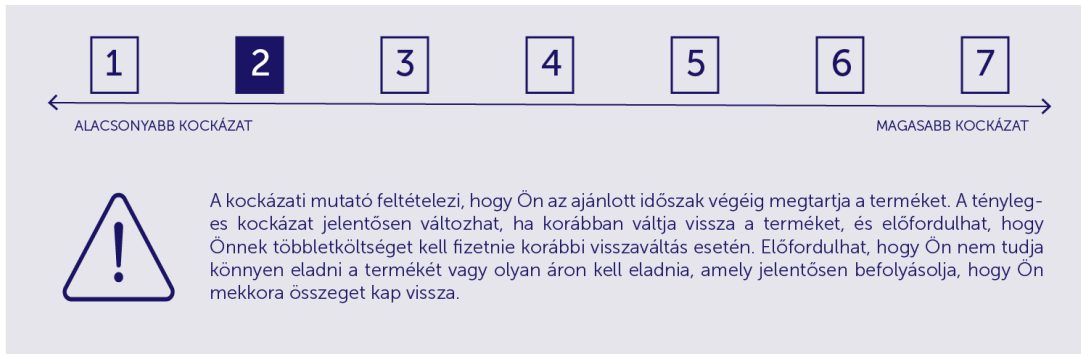 1 2 3 4 5 6 7
ALACSONYABB KOCKÁZAT MAGASABB KOCKÁZAT
A kockázati mutató feltételezi, hogy Ön az ajánlott időszak végéig megtartja a terméket. A tényleg-
es kockázat jelentősen változhat, ha korábban váltja vissza a terméket, és előfordulhat, hogy
Önnek többletköltséget kell fizetnie korábbi visszaváltás esetén. Előfordulhat, hogy Ön nem tudja
könnyen eladni a termékét vagy olyan áron kell eladnia, amely jelentősen befolyásolja, hogy Ön
mekkora összeget kap vissza.